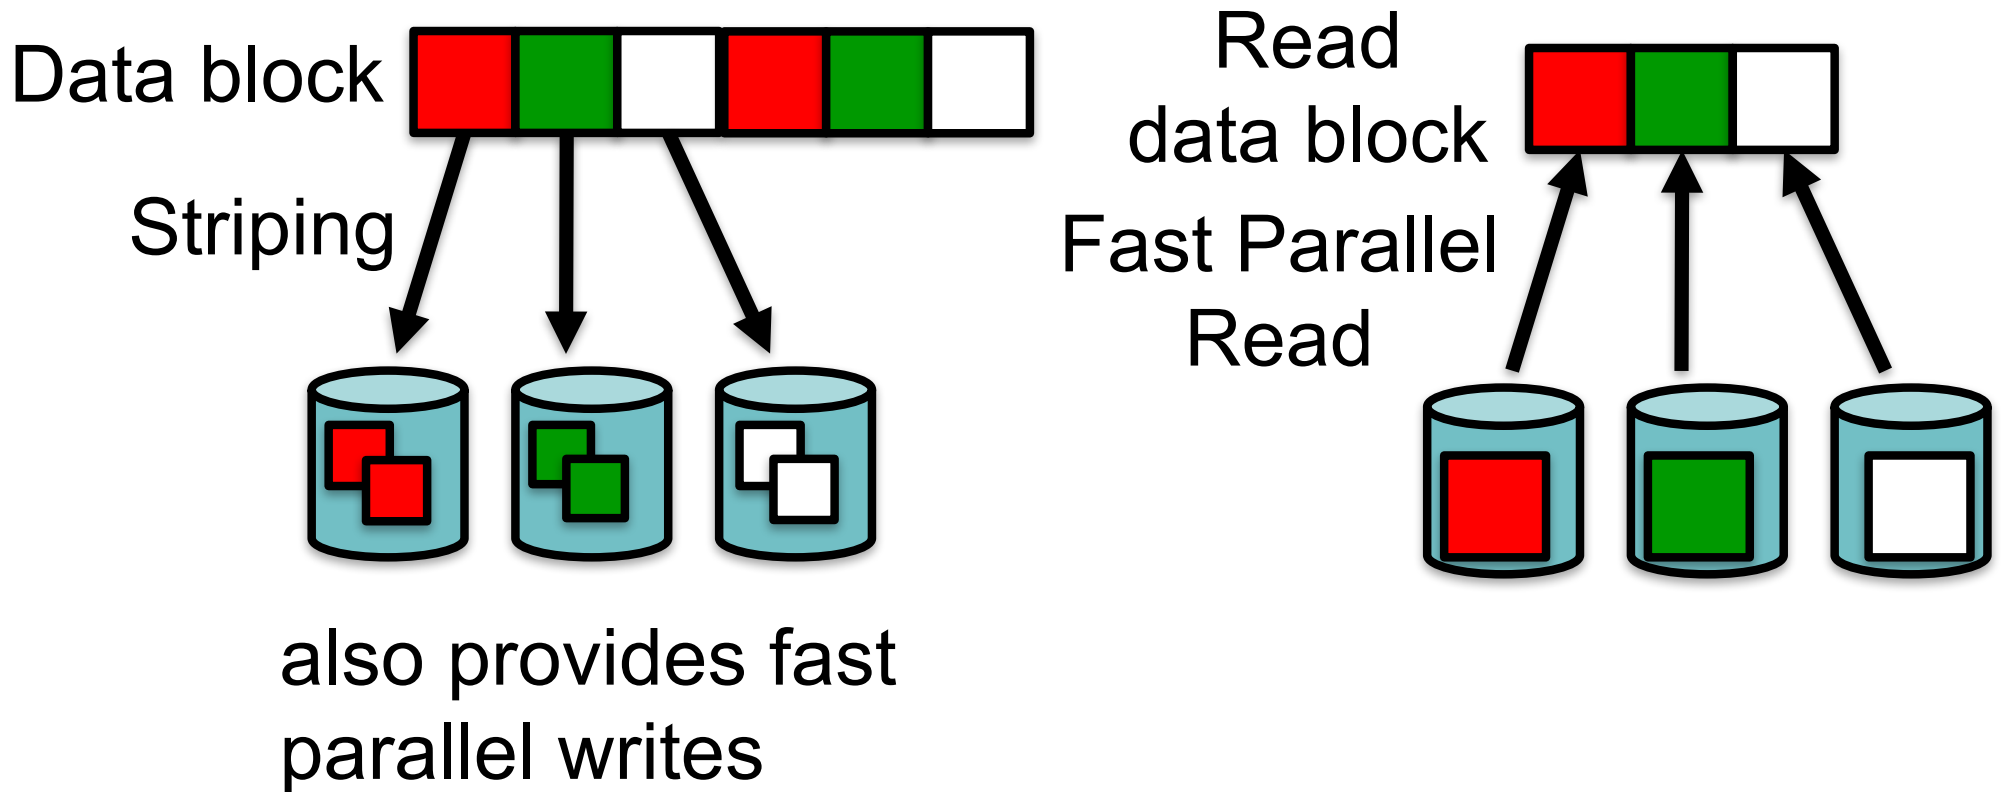 Data block
Striping
also provides fast
parallel writes
Read
data block
Fast Parallel
Read